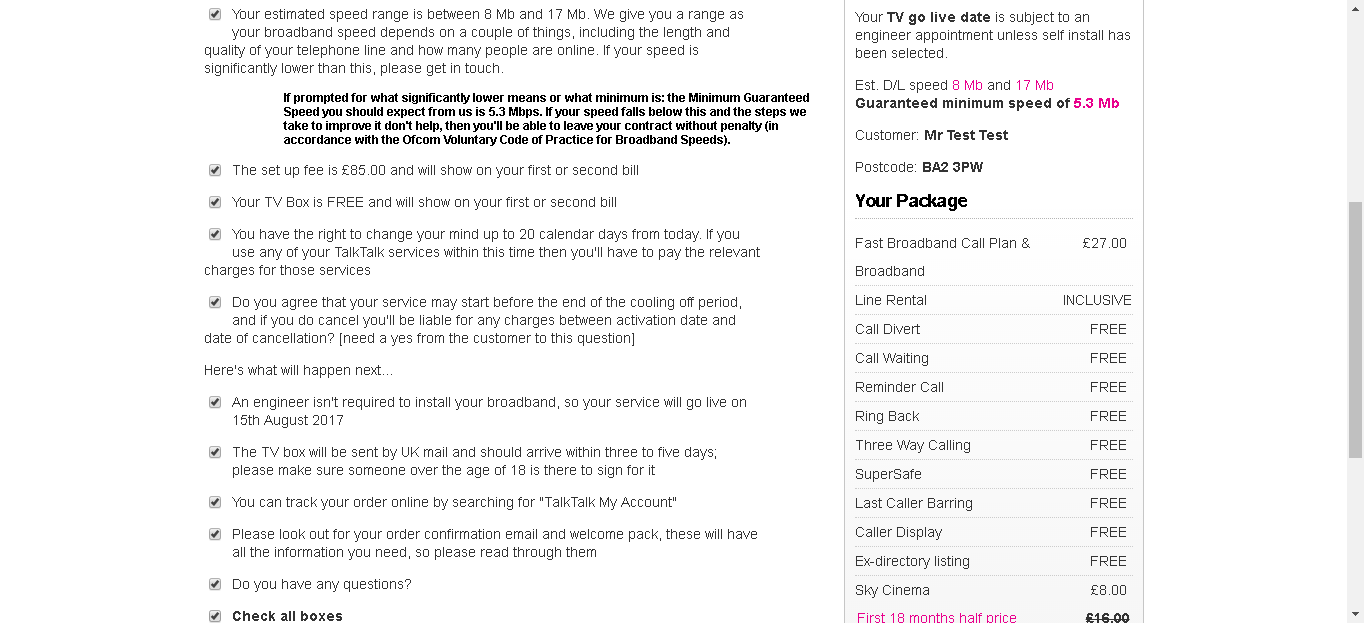 Your estimated speed range is between 8 Mb and 17 Mb. We give you a range as
your broadband speed depends on a couple of things, including the length and
quality of your telephone line and how many people are online. If your speed is
significantly lower than this, please get in touch.
If prompted for what significantly lower means or what minimum is: the Minimum Guaranteed
Speed you should expect from us is 5.3 Mbps. If your speed falls below this and the steps we
take to improve it don't help, then you'll be able to leave your contract without penalty (in
accordance with the Ofcom Voluntary Code of Practice for Broadband Speeds).
The set up fee is £85.00 and will show on your first or second bill
Your TV Box is FREE and will show on your first or second bill
You have the right to change your mind up to 20 calendar days from today. If you
use any of your TalkTalk services within this time then you'll have to pay the relevant
charges for those services
Do you agree that your service may start before the end of the cooling off period,
and if you do cancel you'll be liable for any charges between activation date and
date of cancellation? [need a yes from the customer to this question]
Here's what will happen next...
An engineer isn't required to install your broadband, so your service will go live on
15th August 2017
The TV box will be sent by UK mail and should arrive within three to five days;
please make sure someone over the age of 18 is there to sign for it
You can track your order online by searching for "TalkTalk My Account"
Please look out for your order confirmation email and welcome pack, these will have
all the information you need, so please read through them
Do you have any questions?
Check all boxes
Your TV go live date is subject to an
engineer appointment unless self install has
been selected.
Est. D/L speed 8 Mb and 17 Mb
Guaranteed minimum speed of 5.3 Mb
Customer: Mr Test Test
Postcode: BA2 3PW
Your Package
Fast Broadband Call Plan & £27.00
Broadband
Line Rental INCLUSIVE
Call Divert FREE
Call Waiting FREE
Reminder Call FREE
Ring Back FREE
Three Way Calling FREE
SuperSafe FREE
Last Caller Barring FREE
Caller Display FREE
Ex-directory listing FREE
Sky Cinema £8.00
First 18 months half price £16.00